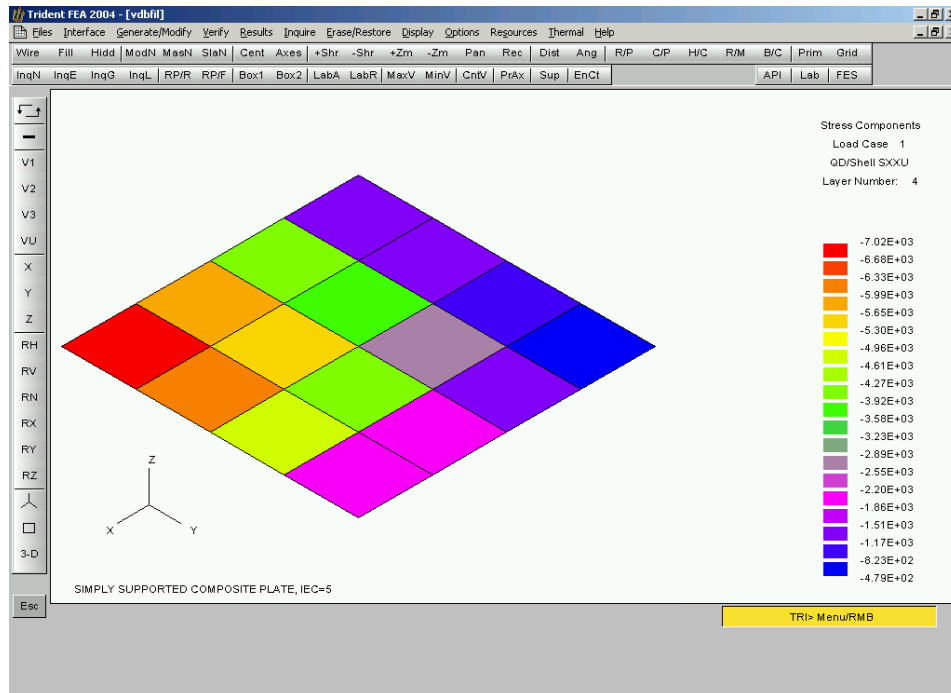 Trident FEA 2004 - [vdbfil]
Files Interface Generate/Modify Verify Results Inquire Erase/Restore Display Options Resources Thermal Help
Wire Fill Hidd ModN MasN SlaN Cent Axes +Shr -Shr +Zm -Zm Pan Rec Dist Ang R/P C/P H/C R/M B/C Prim Grid
InqN InqE InqG InqL RP/R RP/F Box1 Box2 LabA LabR MaxV MinV CntV PrAx Sup EnCt API Lab FES
V1
V2
V3
VU
X
Y
Z
RH
RV
RN
RX
RY
RZ
3-D
Esc
Stress Components
Load Case 1
QD/Shell SXXU
Layer Number: 4
-7.02E+03
-6.68E+03
-6.33E+03
-5.99E+03
-5.65E+03
-5.30E+03
-4.96E+03
-4.61E+03
-4.27E+03
-3.92E+03
-3.58E+03
-3.23E+03
-2.89E+03
-2.55E+03
-2.20E+03
-1.86E+03
-1.51E+03
-1.17E+03
-8.23E+02
-4.79E+02
Z
X Y
SIMPLY SUPPORTED COMPOSITE PLATE, IEC=5
TRI> Menu/RMB